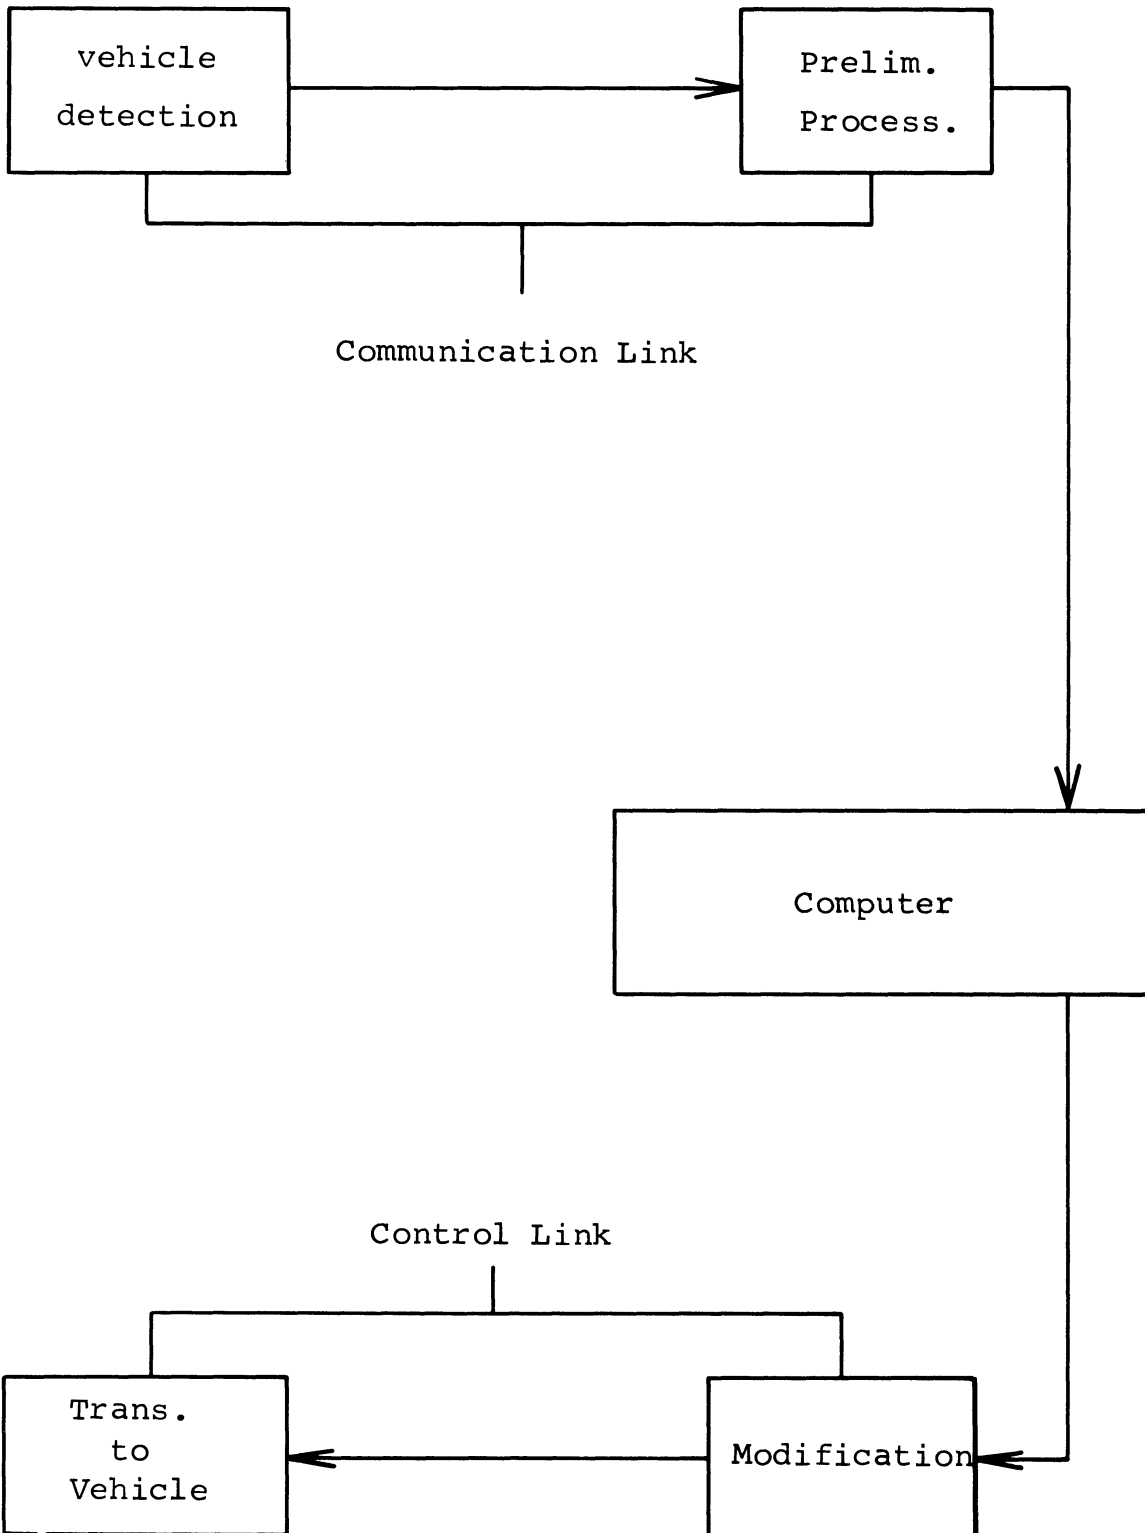 vehicle
detection
Prelim.
Process.
Communication Link
Computer
Control Link
Trans.
to
Vehicle
Modification